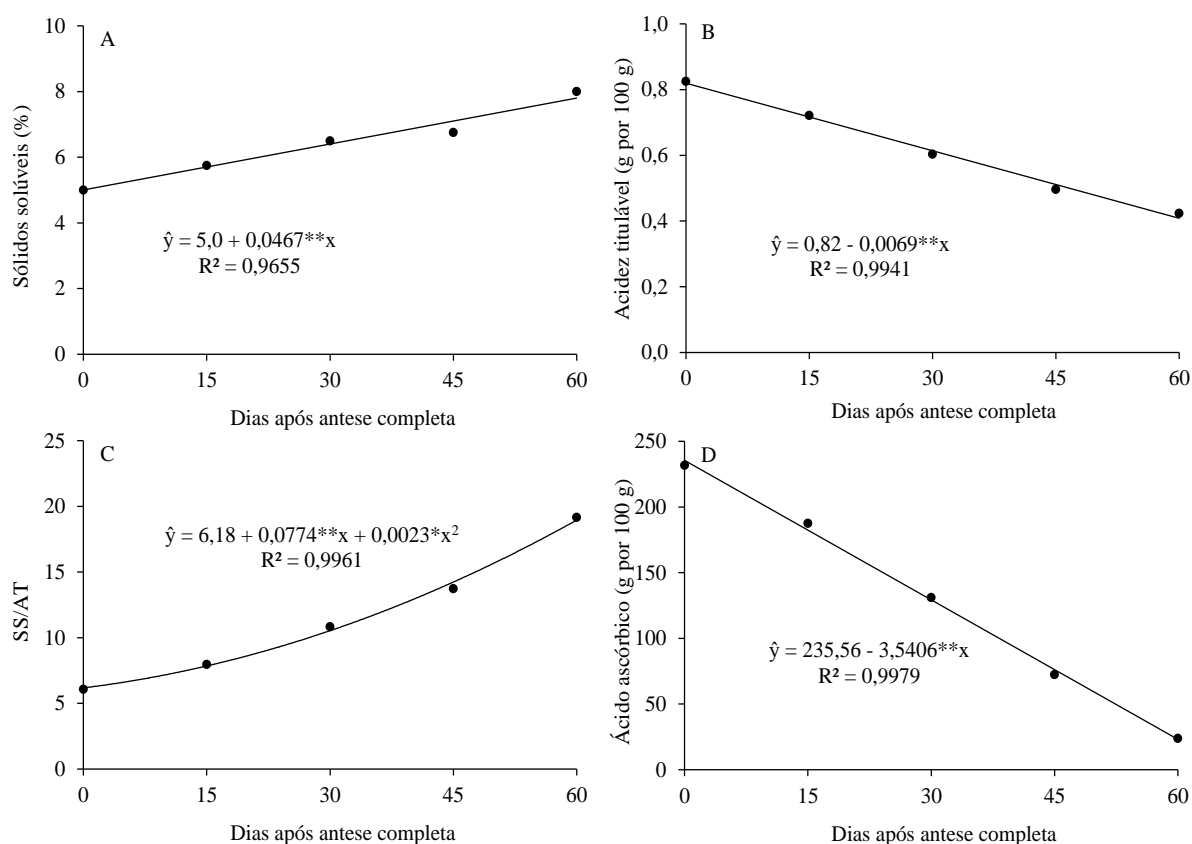 A
Sólidos solúveis (%)
10
8
6
4
2
0
ŷ = 5,0 + 0,0467**x
R² = 0,9655
0 15 30 45 60
Dias após antese completa
B
Acidez titulável (g por 100 g)
1,0
0,8
0,6
0,4
0,2
0,0
ŷ = 0,82 - 0,0069**x
R² = 0,9941
0 15 30 45 60
Dias após antese completa
C
SS/AT
25
20
15
10
5
0
ŷ = 6,18 + 0,0774**x + 0,0023*x²
R² = 0,9961
0 15 30 45 60
Dias após antese completa
D
Ácido ascórbico (g por 100 g)
250
200
150
100
50
0
ŷ = 235,56 - 3,5406**x
R² = 0,9979
0 15 30 45 60
Dias após antese completa